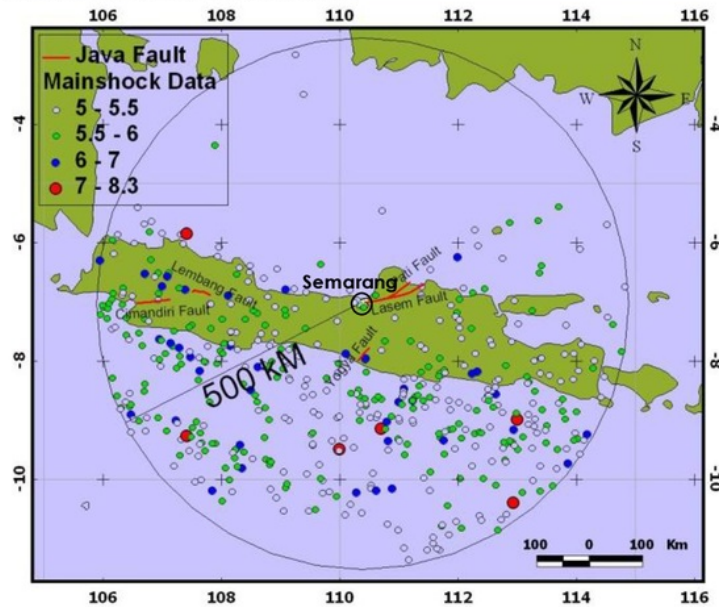 106 108 110 112 114 116
Java Fault
Mainshock Data
5 - 5.5
5.5 - 6
6 - 7
7 - 8.3
N
W E
S
-4 -4
-6 -6
Semarang
Pati Fault
Lembang Fault
Lasem Fault
Cimandiri Fault
Yogya Fault
-8 -8
500 KM
-10 -10
100 0 100 Km
106 108 110 112 114 116